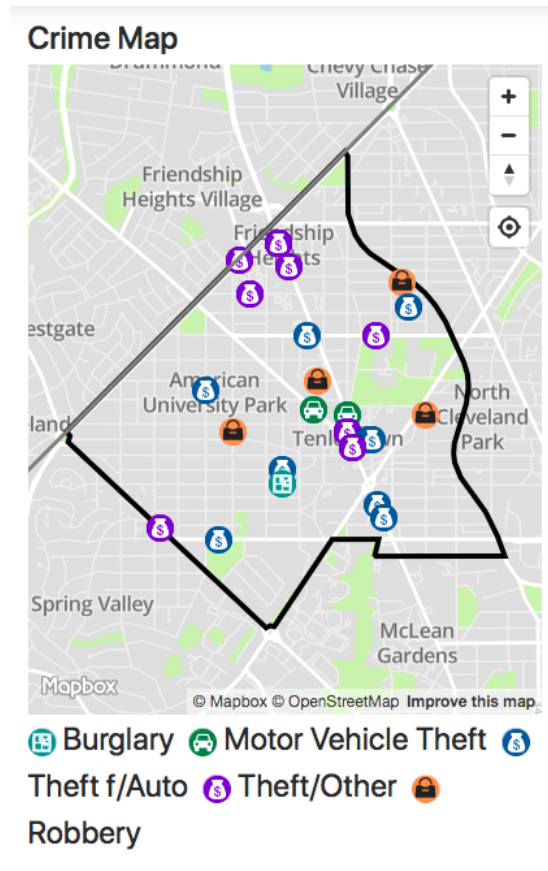 Crime Map
Drummond
Chevy Chase
Village
Friendship
Heights Village
Friendship
Heights
estgate
American
University Park
North
Cleveland
Park
land
Tenleytown
Spring Valley
McLean
Gardens
Mapbox
© Mapbox © OpenStreetMap Improve this map
Burglary Motor Vehicle Theft
Theft f/Auto Theft/Other
Robbery